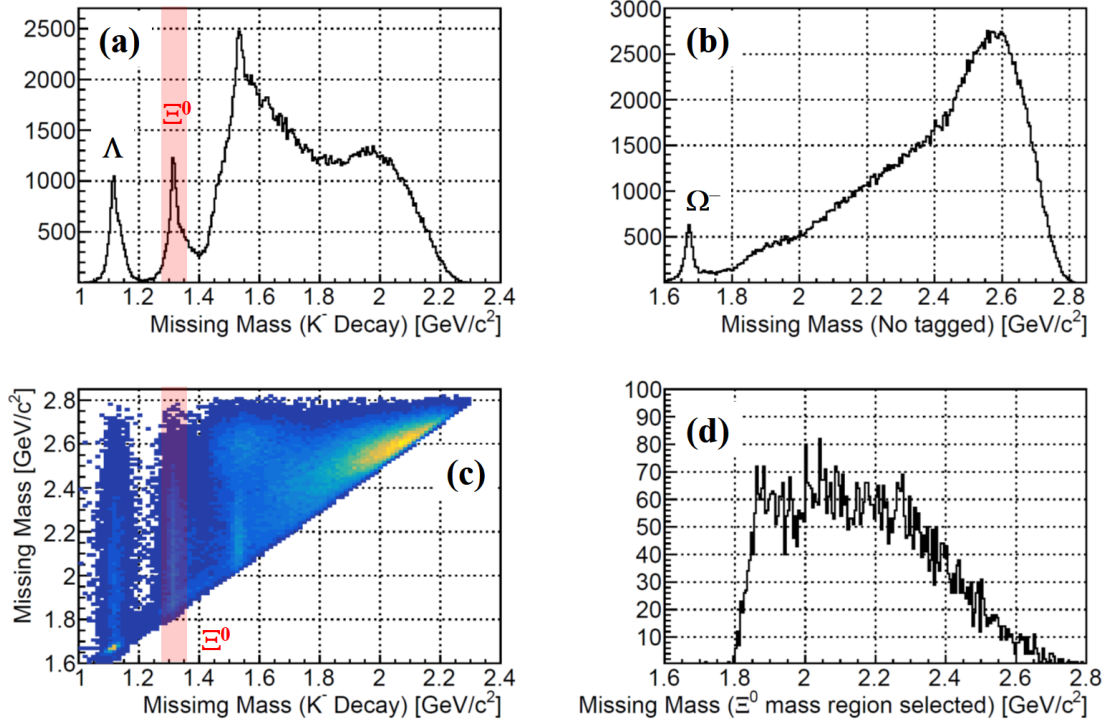 (a)
Ξ⁰
Λ
2500
2000
1500
1000
500
1 1.2 1.4 1.6 1.8 2 2.2 2.4
Missing Mass (K⁻ Decay) [GeV/c²]
(b)
Ω⁻
3000
2500
2000
1500
1000
500
1.6 1.8 2 2.2 2.4 2.6 2.8
Missing Mass (No tagged) [GeV/c²]
Missing Mass [GeV/c²]
2.8
2.6
2.4
2.2
2
1.8
1.6
(c)
Ξ⁰
1 1.2 1.4 1.6 1.8 2 2.2 2.4
Missimg Mass (K⁻ Decay) [GeV/c²]
(d)
100
90
80
70
60
50
40
30
20
10
1.6 1.8 2 2.2 2.4 2.6 2.8
Missing Mass (Ξ⁰ mass region selected) [GeV/c²]